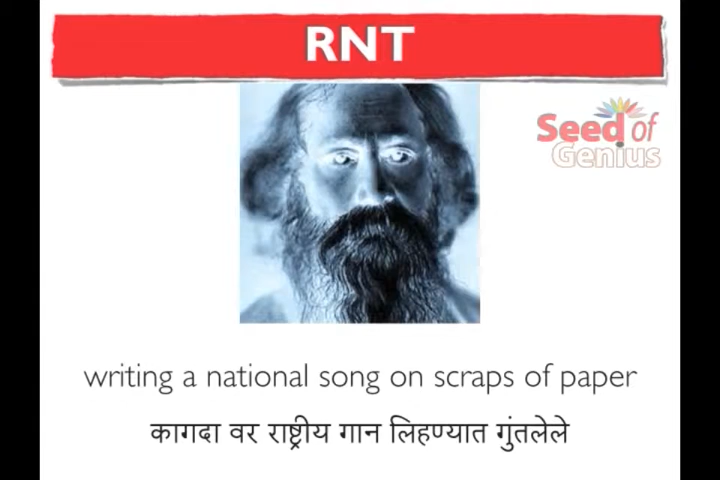 RNT
Seed of
Genius
writing a national song on scraps of paper
कागदा वर राष्ट्रीय गान लिहण्यात गुंतलेले